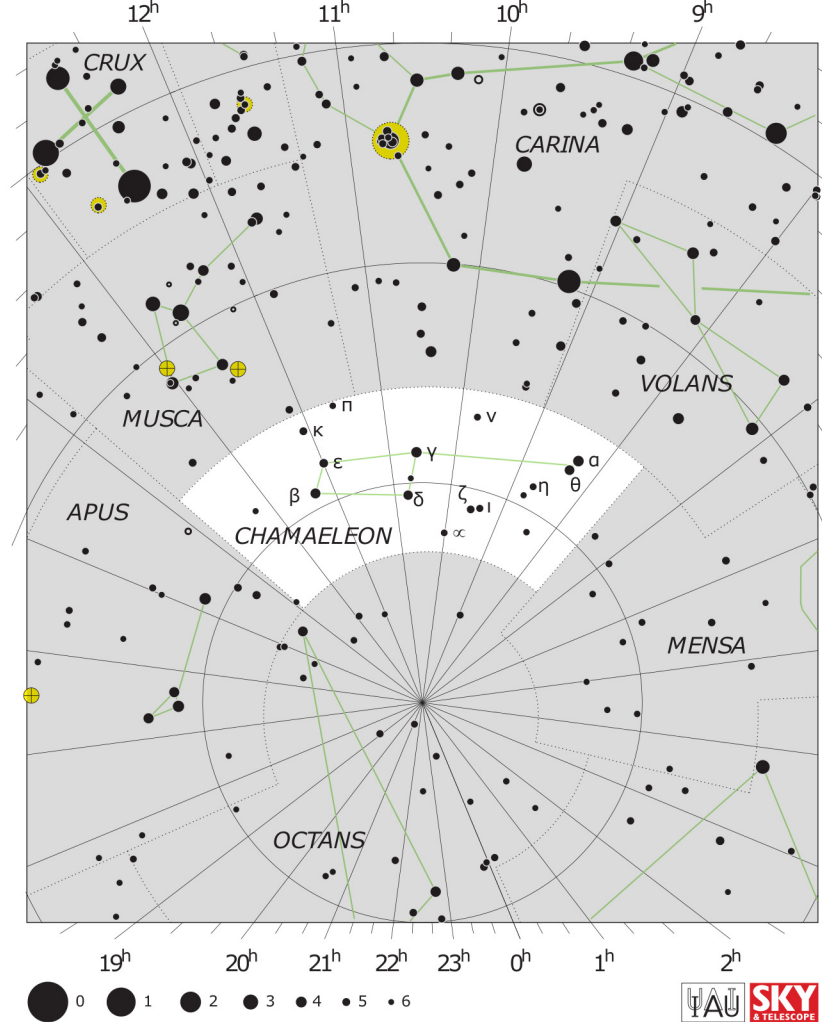 12h 11h 10h 9h
CRUX
CARINA
VOLANS
π
ν
MUSCA
κ
γ
α
ε
θ
β
η
ζ
δ
ι
APUS
CHAMAELEON
∝
MENSA
OCTANS
19h 20h 21h 22h 23h 0h 1h 2h
0 1 2 3 4 5 6
IAU
SKY
& TELESCOPE